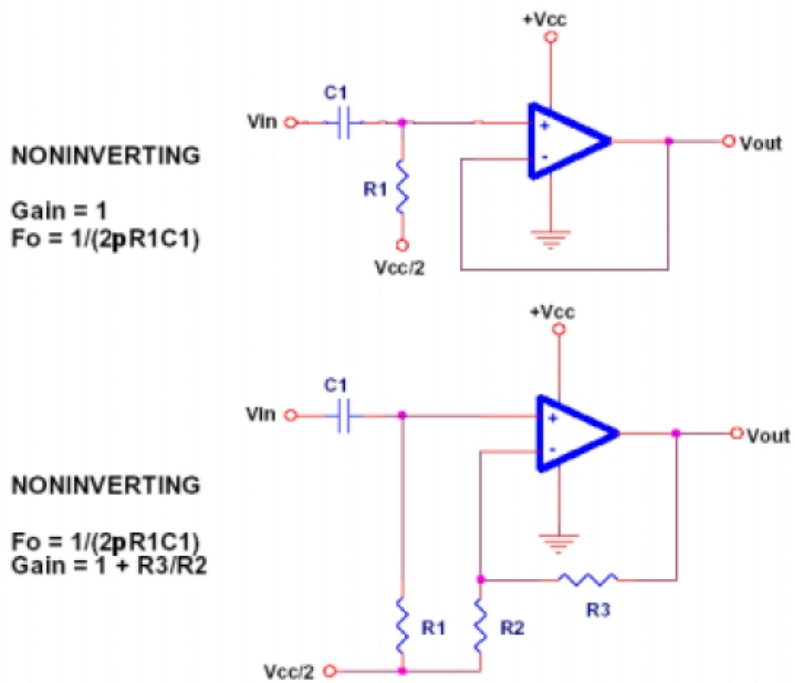 +Vcc
C1
Vin
+
-
Vout
NONINVERTING
R1
Gain = 1
Fo = 1/(2pR1C1)
Vcc/2
+Vcc
C1
VIn
+
-
Vout
NONINVERTING
Fo = 1/(2pR1C1)
Gain = 1 + R3/R2
R3
R1
R2
Vcc/2